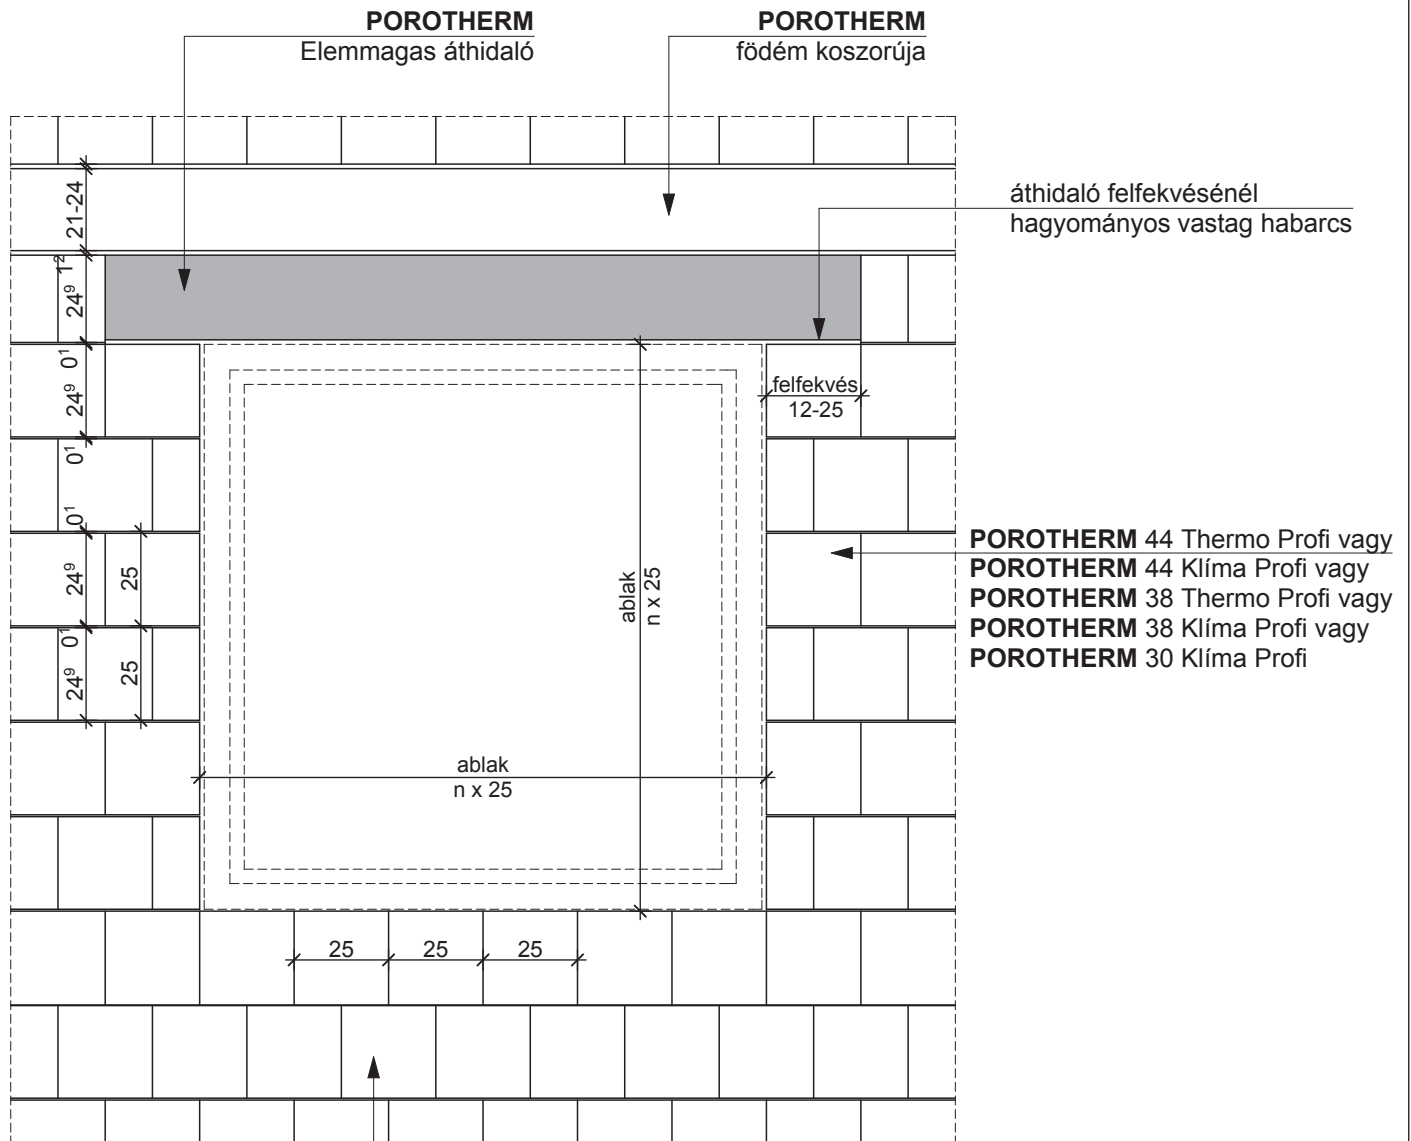 POROTHERM
Elemmagas áthidaló
POROTHERM
födém koszorúja
áthidaló felfekvésénél
hagyományos vastag habarcs
21-24
1²
24⁹
0¹
24⁹
0¹
0¹
24⁹
0¹
24⁹
25
25
felfekvés
12-25
ablak
n x 25
ablak
n x 25
POROTHERM 44 Thermo Profi vagy
POROTHERM 44 Klíma Profi vagy
POROTHERM 38 Thermo Profi vagy
POROTHERM 38 Klíma Profi vagy
POROTHERM 30 Klíma Profi
25 25 25